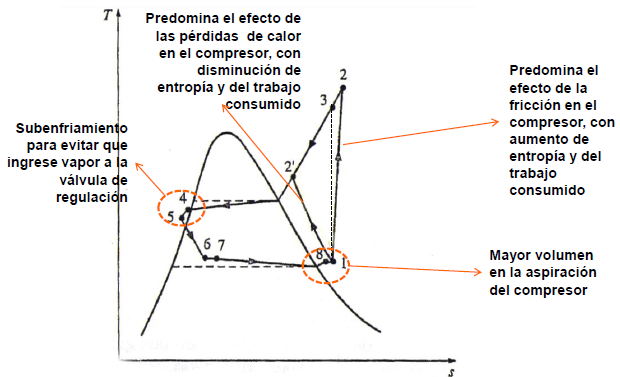 T
Predomina el efecto de
las pérdidas de calor
en el compresor, con
disminución de
entropía y del trabajo
consumido
Predomina el
efecto de la
fricción en el
compresor, con
aumento de
entropía y del
trabajo
consumido
Subenfriamiento
para evitar que
ingrese vapor a la
válvula de
regulación
Mayor volumen
en la aspiración
del compresor
2
3
2'
4
5
6 7
8
1
s